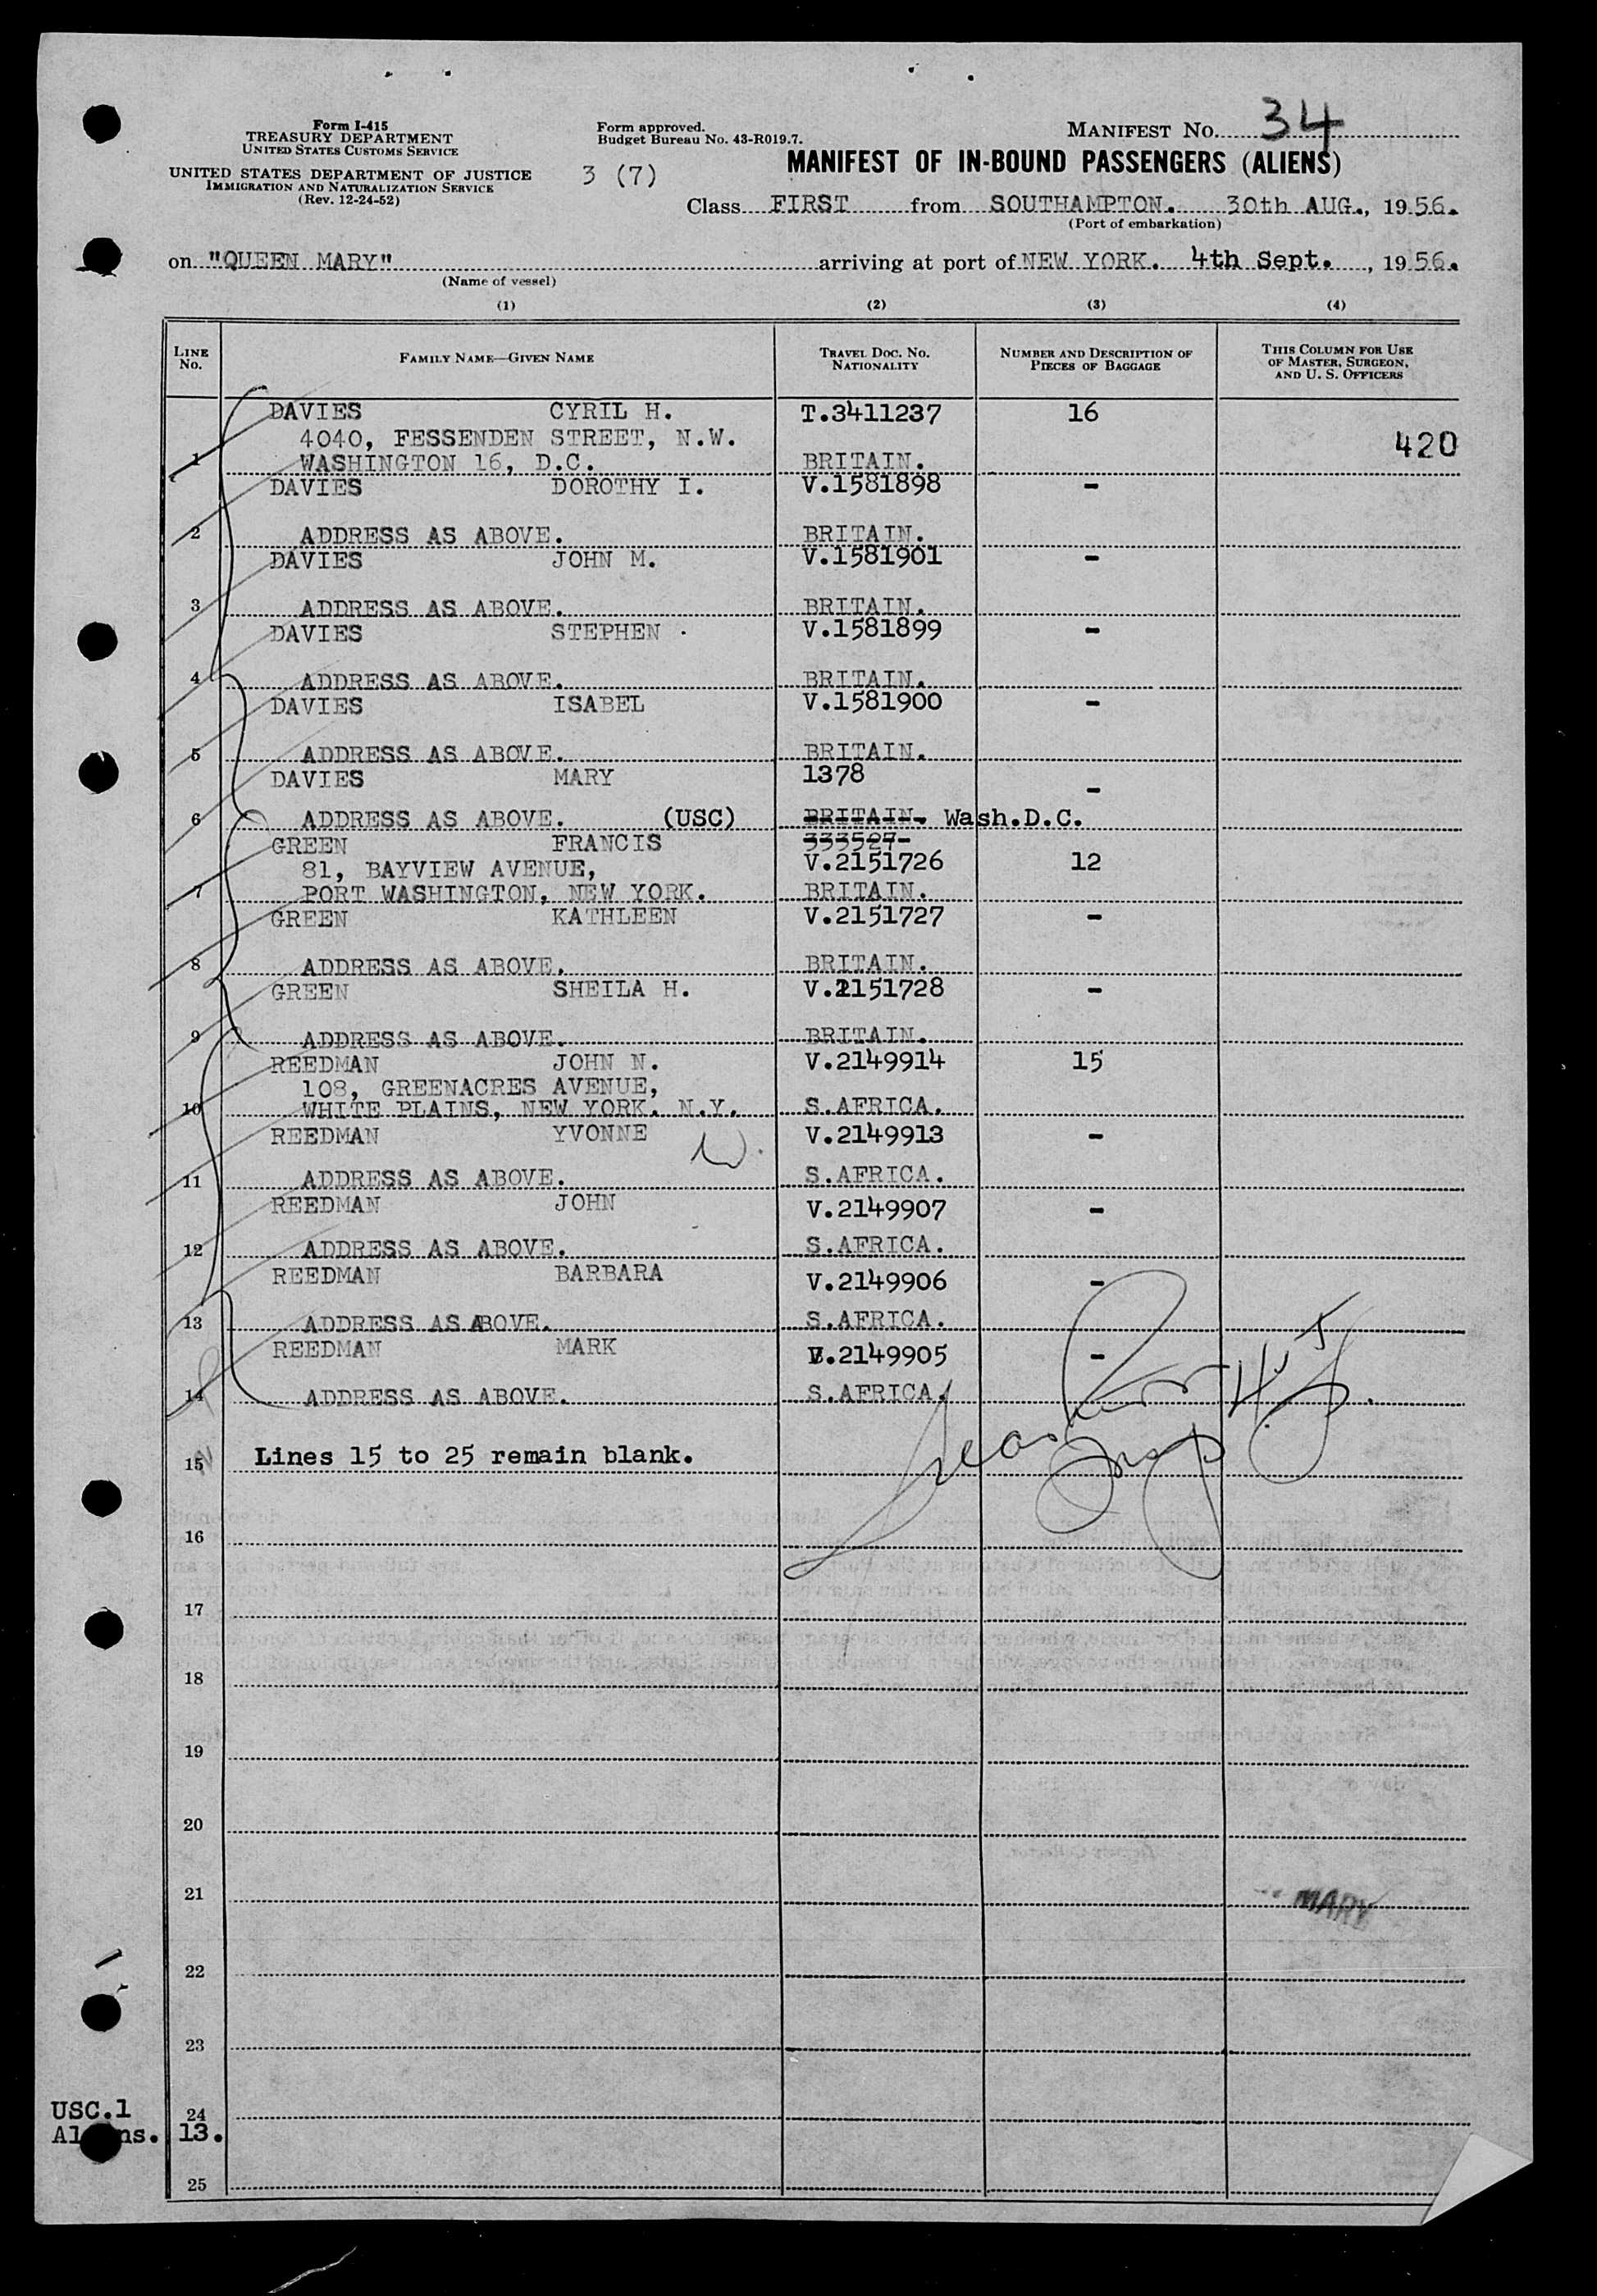 Form I-415
TREASURY DEPARTMENT
UNITED STATES CUSTOMS SERVICE
UNITED STATES DEPARTMENT OF JUSTICE
IMMIGRATION AND NATURALIZATION SERVICE
(Rev. 12-24-52)
Form approved.
Budget Bureau No. 43-R019.7.
3 (7)
MANIFEST NO. 34
MANIFEST OF IN-BOUND PASSENGERS (ALIENS)
Class FIRST from SOUTHAMPTON. 30th AUG., 1956.
(Port of embarkation)
on "QUEEN MARY" arriving at port of NEW YORK. 4th Sept. , 1956.
(Name of vessel)
(1) (2) (3) (4)
LINE No. FAMILY NAME—GIVEN NAME TRAVEL DOC. NO. NATIONALITY NUMBER AND DESCRIPTION OF PIECES OF BAGGAGE THIS COLUMN FOR USE OF MASTER, SURGEON, AND U. S. OFFICERS
DAVIES CYRIL H. T.3411237 16
4040, FESSENDEN STREET, N.W. 420
1 WASHINGTON 16, D.C. BRITAIN.
DAVIES DOROTHY I. V.1581898 -
2 ADDRESS AS ABOVE. BRITAIN.
DAVIES JOHN M. V.1581901 -
3 ADDRESS AS ABOVE. BRITAIN.
DAVIES STEPHEN V.1581899 -
4 ADDRESS AS ABOVE. BRITAIN.
DAVIES ISABEL V.1581900 -
5 ADDRESS AS ABOVE. BRITAIN.
DAVIES MARY 1378 -
6 ADDRESS AS ABOVE. (USC) BRITAIN. Wash.D.C.
GREEN FRANCIS 333527-
81, BAYVIEW AVENUE, V.2151726 12
7 PORT WASHINGTON, NEW YORK. BRITAIN.
GREEN KATHLEEN V.2151727 -
8 ADDRESS AS ABOVE. BRITAIN.
GREEN SHEILA H. V.2151728 -
9 ADDRESS AS ABOVE. BRITAIN.
REEDMAN JOHN N. V.2149914 15
108, GREENACRES AVENUE,
10 WHITE PLAINS, NEW YORK. N.Y. S.AFRICA.
REEDMAN YVONNE V.2149913 -
11 ADDRESS AS ABOVE. S.AFRICA.
REEDMAN JOHN V.2149907 -
12 ADDRESS AS ABOVE. S.AFRICA.
REEDMAN BARBARA V.2149906 -
13 ADDRESS AS ABOVE. S.AFRICA.
REEDMAN MARK V.2149905 -
14 ADDRESS AS ABOVE. S.AFRICA.
15 Lines 15 to 25 remain blank.
16
17
18
19
20
21 MARY
22
23
USC.1
24
Aliens. 13.
25